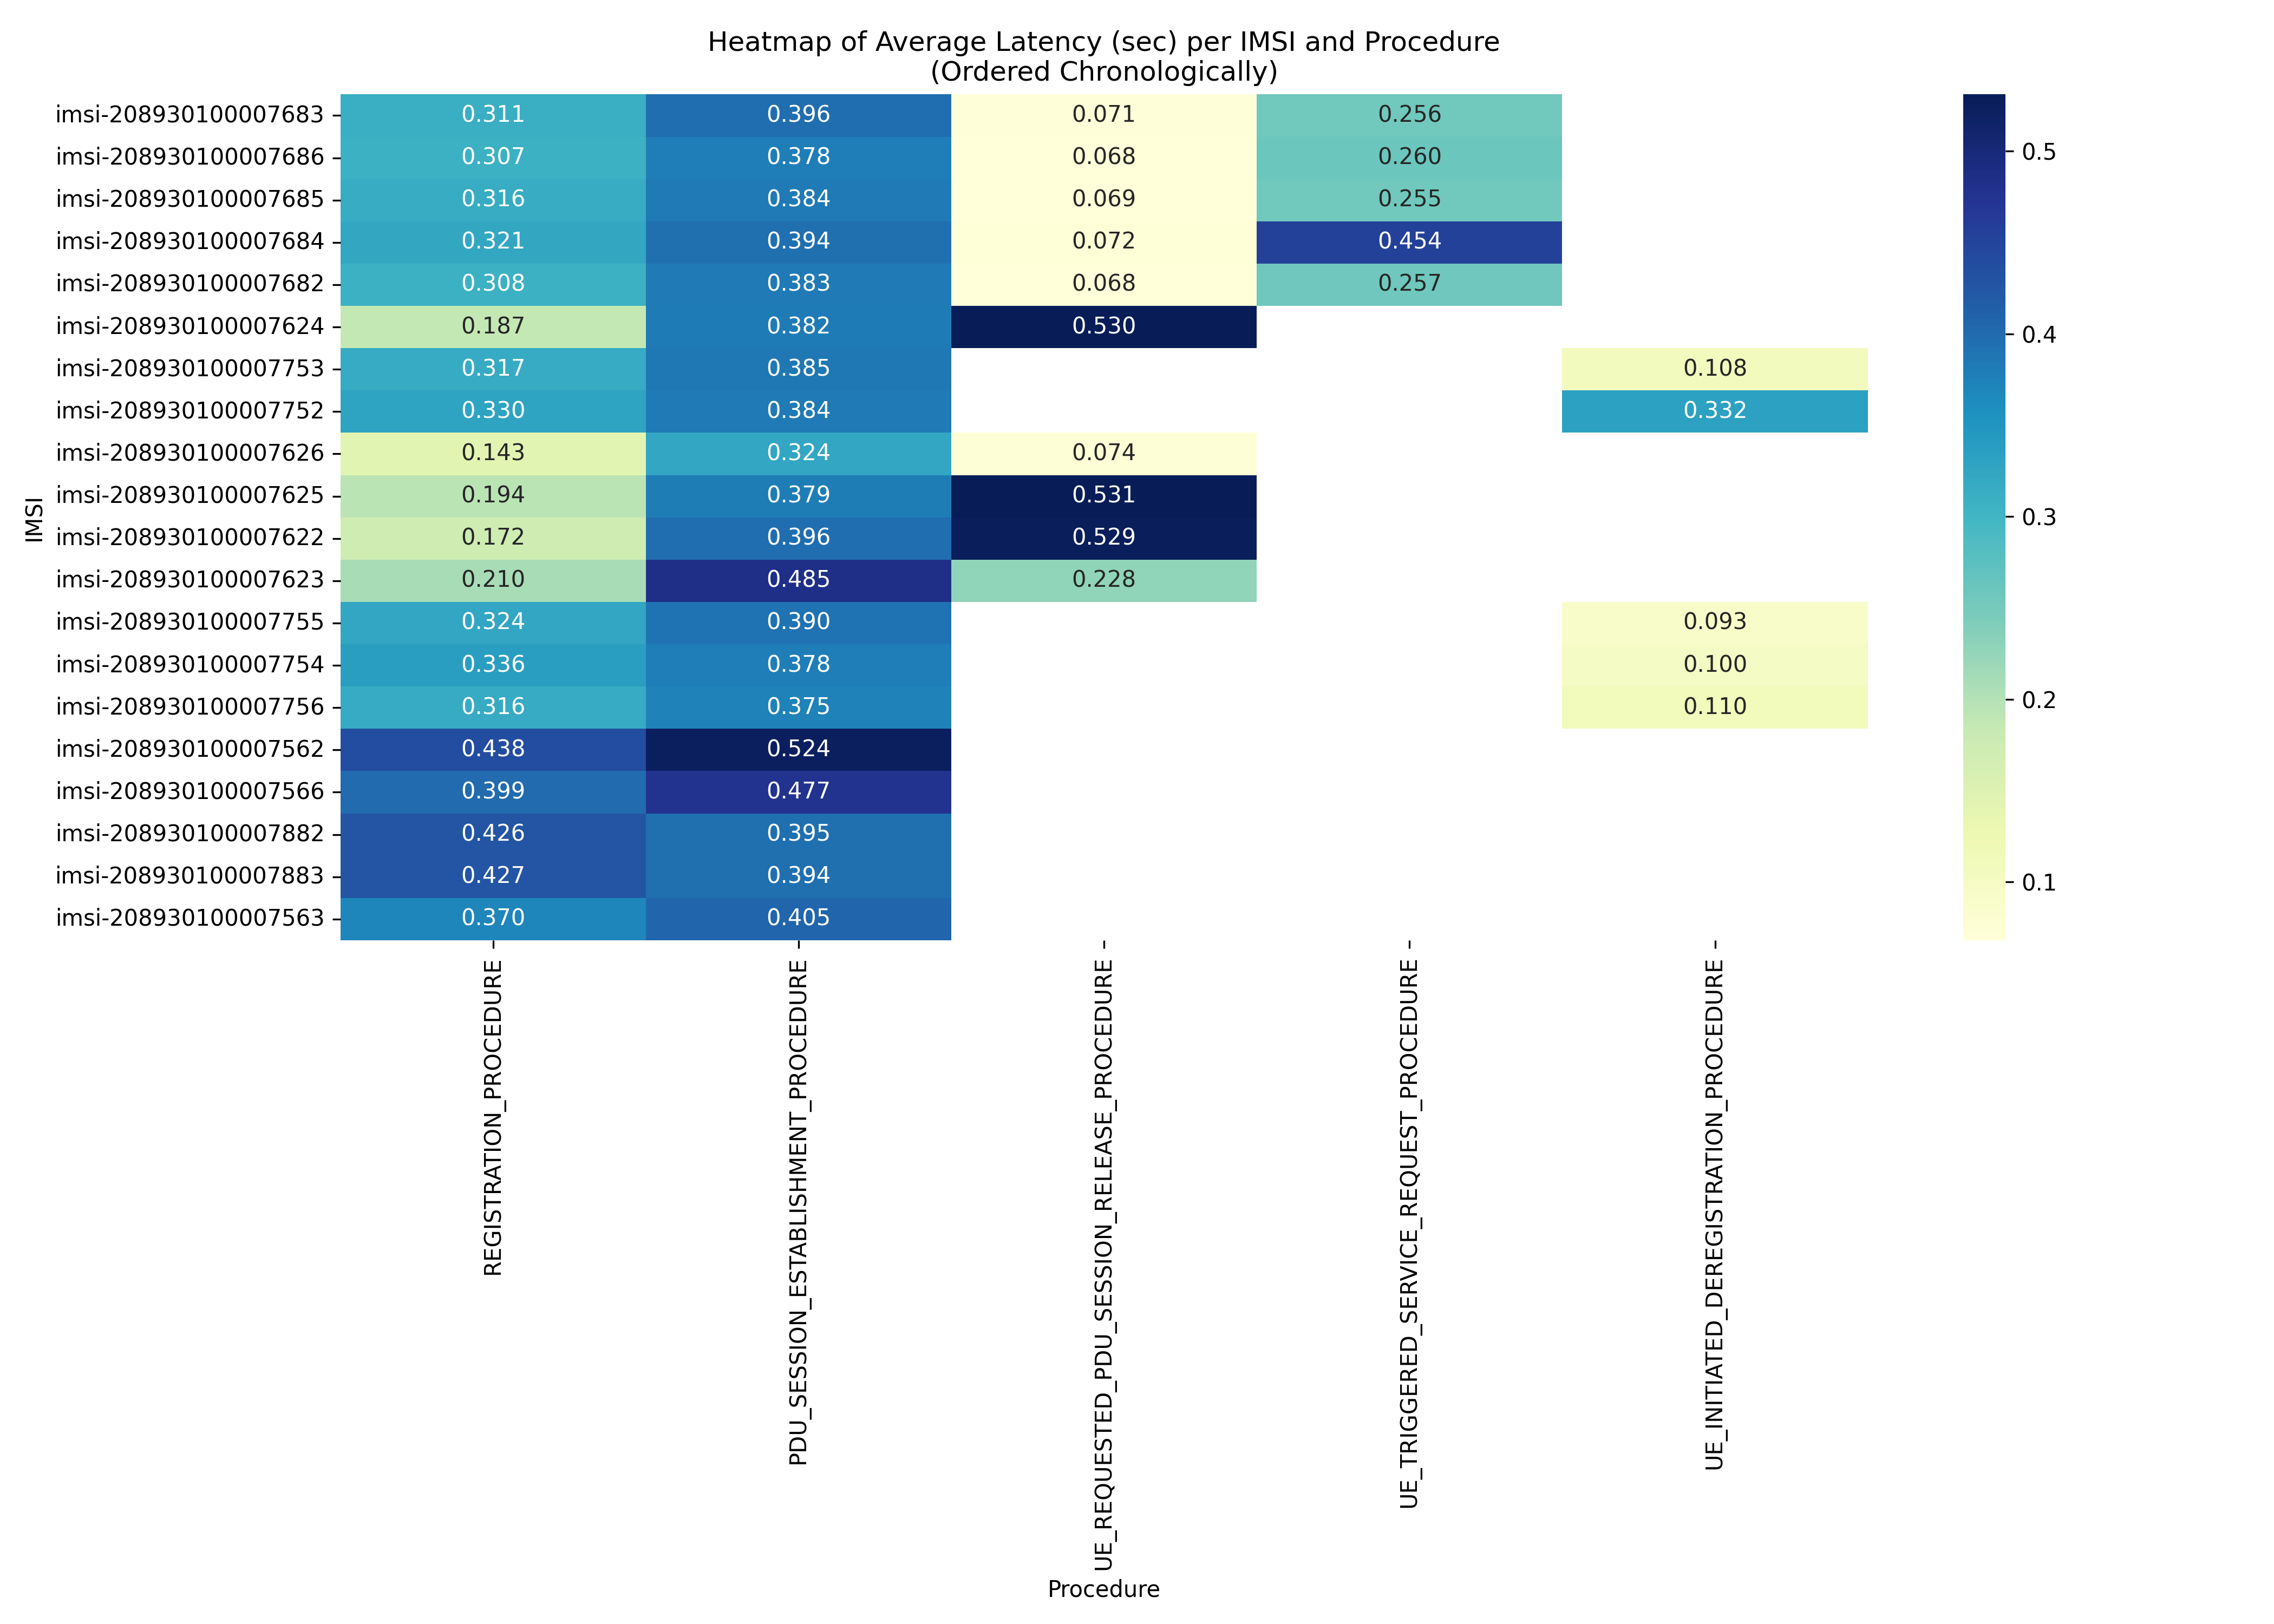 Heatmap of Average Latency (sec) per IMSI and Procedure
(Ordered Chronologically)
IMSI
imsi-208930100007683 0.311 0.396 0.071 0.256
imsi-208930100007686 0.307 0.378 0.068 0.260
imsi-208930100007685 0.316 0.384 0.069 0.255
imsi-208930100007684 0.321 0.394 0.072 0.454
imsi-208930100007682 0.308 0.383 0.068 0.257
imsi-208930100007624 0.187 0.382 0.530
imsi-208930100007753 0.317 0.385 0.108
imsi-208930100007752 0.330 0.384 0.332
imsi-208930100007626 0.143 0.324 0.074
imsi-208930100007625 0.194 0.379 0.531
imsi-208930100007622 0.172 0.396 0.529
imsi-208930100007623 0.210 0.485 0.228
imsi-208930100007755 0.324 0.390 0.093
imsi-208930100007754 0.336 0.378 0.100
imsi-208930100007756 0.316 0.375 0.110
imsi-208930100007562 0.438 0.524
imsi-208930100007566 0.399 0.477
imsi-208930100007882 0.426 0.395
imsi-208930100007883 0.427 0.394
imsi-208930100007563 0.370 0.405
0.5
0.4
0.3
0.2
0.1
REGISTRATION_PROCEDURE
PDU_SESSION_ESTABLISHMENT_PROCEDURE
UE_REQUESTED_PDU_SESSION_RELEASE_PROCEDURE
UE_TRIGGERED_SERVICE_REQUEST_PROCEDURE
UE_INITIATED_DEREGISTRATION_PROCEDURE
Procedure